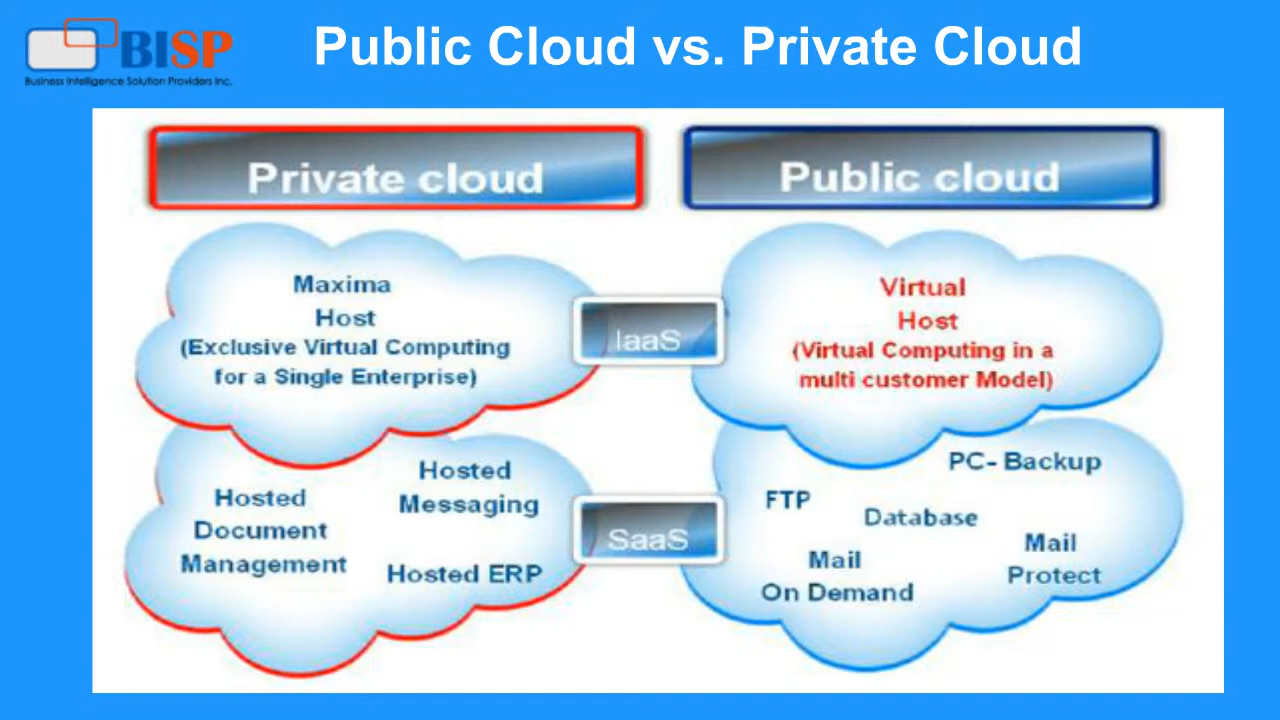 BISP
Business Intelligence Solution Providers Inc.
Public Cloud vs. Private Cloud
Private cloud
Public cloud
Maxima
Host
(Exclusive Virtual Computing
for a Single Enterprise)
IaaS
Virtual
Host
(Virtual Computing in a
multi customer Model)
Hosted
Document
Management
Hosted
Messaging
Hosted ERP
SaaS
PC- Backup
FTP
Database
Mail
On Demand
Mail
Protect